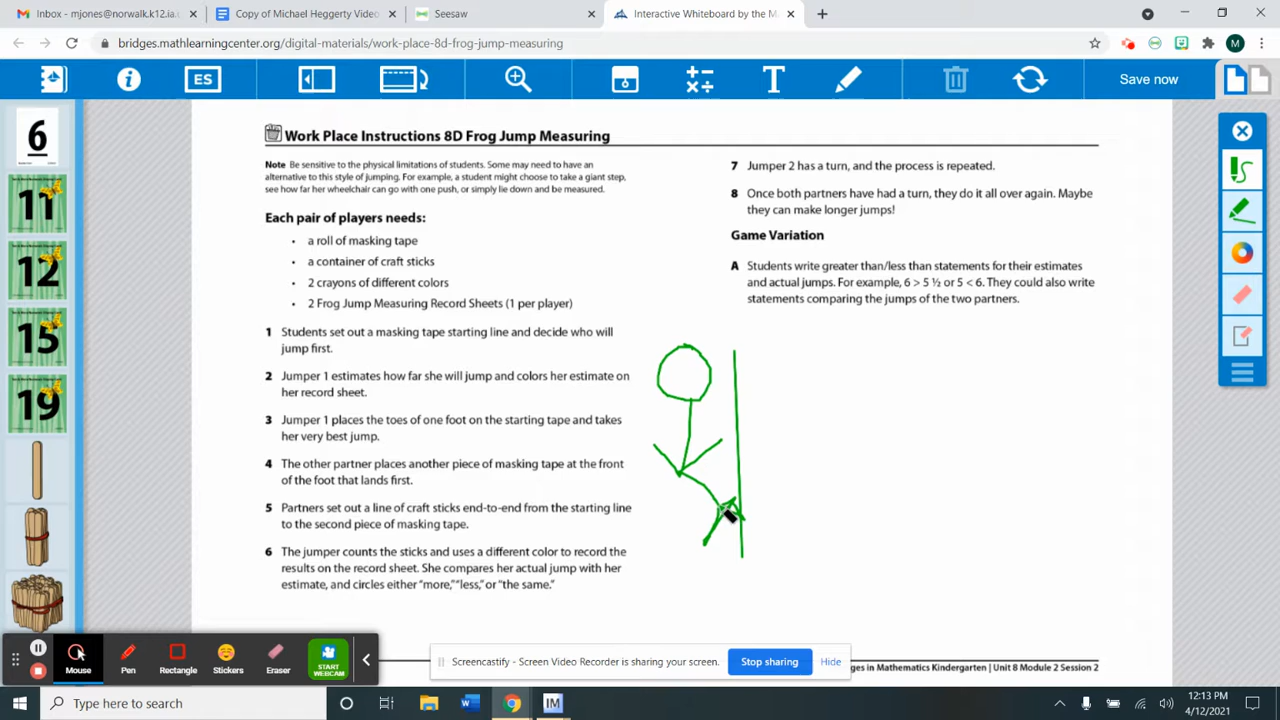 Inbox - mjones@norwalk.k12.ia.u
Copy of Michael Heggerty Video
Seesaw
Interactive Whiteboard by the M
bridges.mathlearningcenter.org/digital-materials/work-place-8d-frog-jump-measuring
M
ES
T
Save now
6
11
12
15
19
Work Place Instructions 8D Frog Jump Measuring
Note Be sensitive to the physical limitations of students. Some may need to have an
alternative to this style of jumping. For example, a student might choose to take a giant step,
see how far her wheelchair can go with one push, or simply lie down and be measured.
Each pair of players needs:
· a roll of masking tape
· a container of craft sticks
· 2 crayons of different colors
· 2 Frog Jump Measuring Record Sheets (1 per player)
1 Students set out a masking tape starting line and decide who will
jump first.
2 Jumper 1 estimates how far she will jump and colors her estimate on
her record sheet.
3 Jumper 1 places the toes of one foot on the starting tape and takes
her very best jump.
4 The other partner places another piece of masking tape at the front
of the foot that lands first.
5 Partners set out a line of craft sticks end-to-end from the starting line
to the second piece of masking tape.
6 The jumper counts the sticks and uses a different color to record the
results on the record sheet. She compares her actual jump with her
estimate, and circles either “more,” “less,” or “the same.”
7 Jumper 2 has a turn, and the process is repeated.
8 Once both partners have had a turn, they do it all over again. Maybe
they can make longer jumps!
Game Variation
A Students write greater than/less than statements for their estimates
and actual jumps. For example, 6 > 5 ½ or 5 < 6. They could also write
statements comparing the jumps of the two partners.
Mouse
Pen
Rectangle
Stickers
Eraser
START
WEBCAM
Screencastify - Screen Video Recorder is sharing your screen.
Stop sharing
Hide
ges in Mathematics Kindergarten | Unit 8 Module 2 Session 2
Type here to search
IM
12:13 PM
4/12/2021